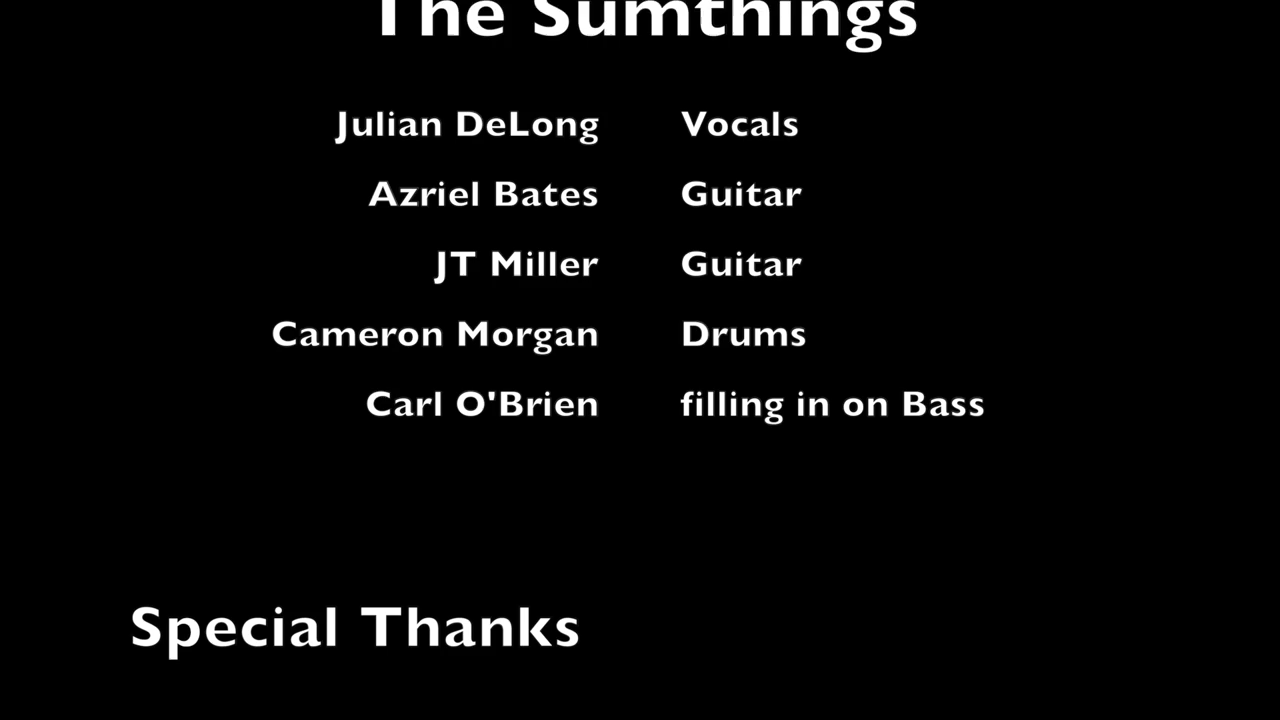 The Sumthings
Julian DeLong Vocals
Azriel Bates Guitar
JT Miller Guitar
Cameron Morgan Drums
Carl O'Brien filling in on Bass
Special Thanks